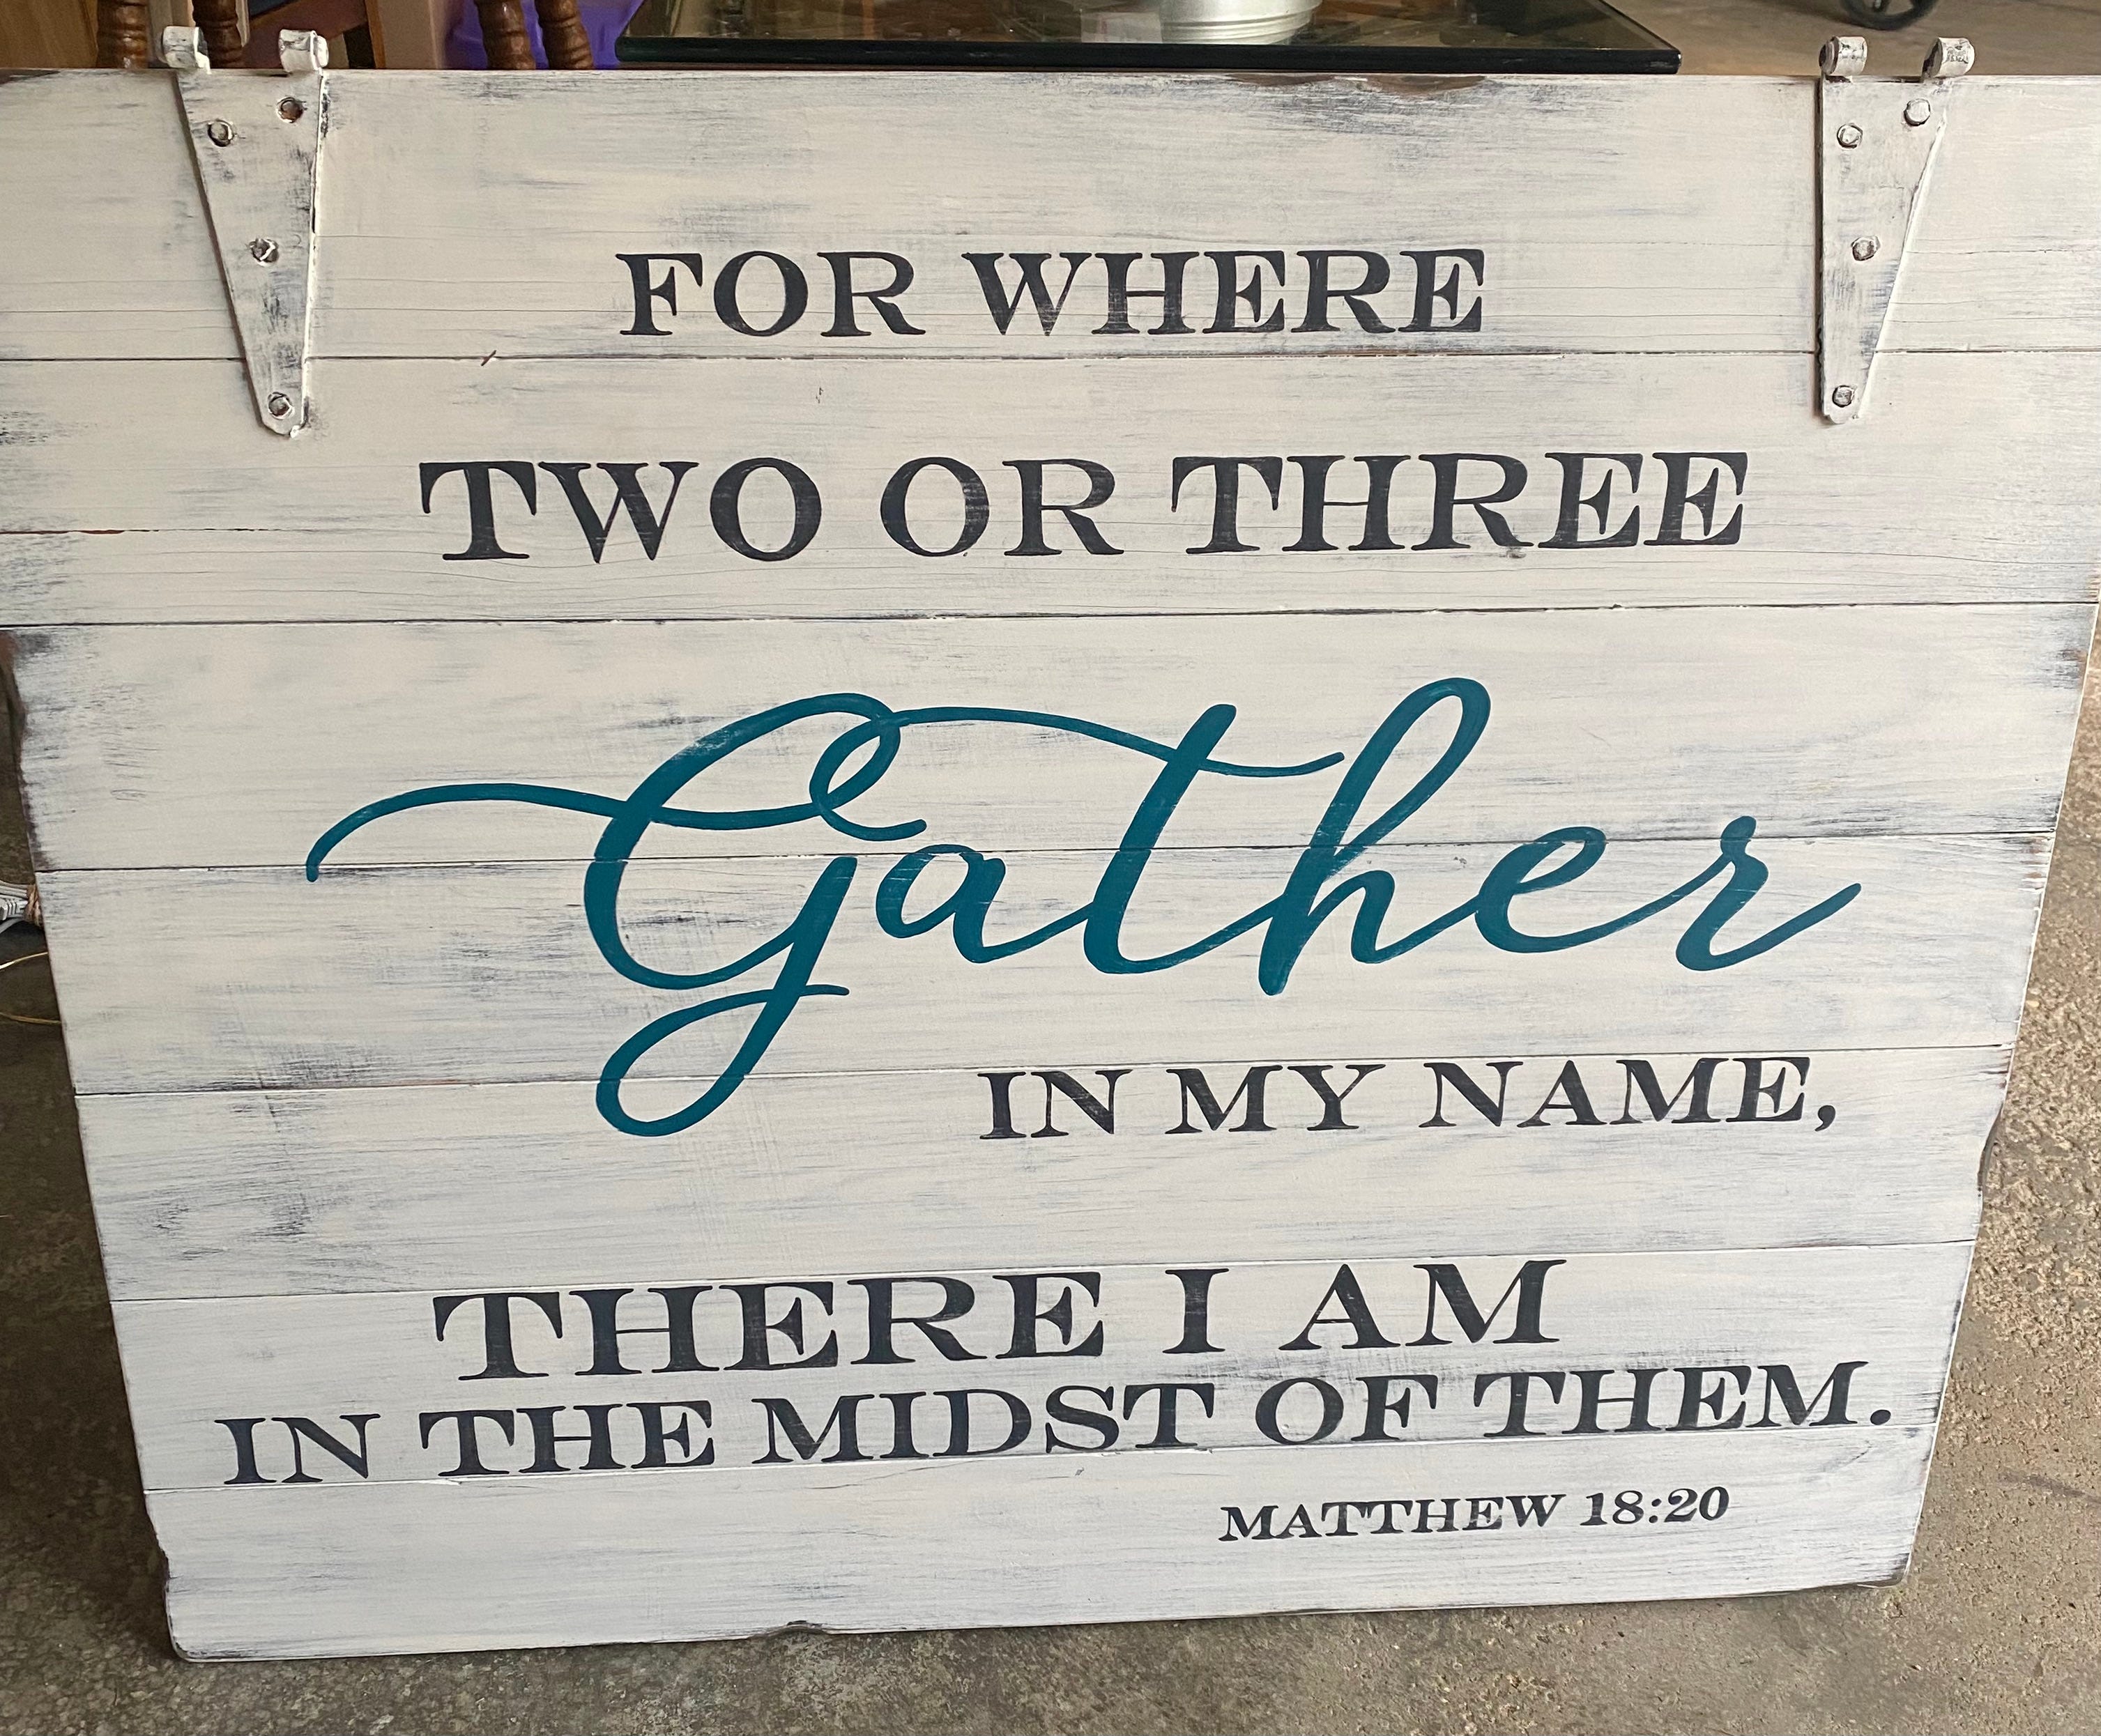 FOR WHERE
TWO OR THREE
Gather
IN MY NAME,
THERE I AM
IN THE MIDST OF THEM.
MATTHEW 18:20